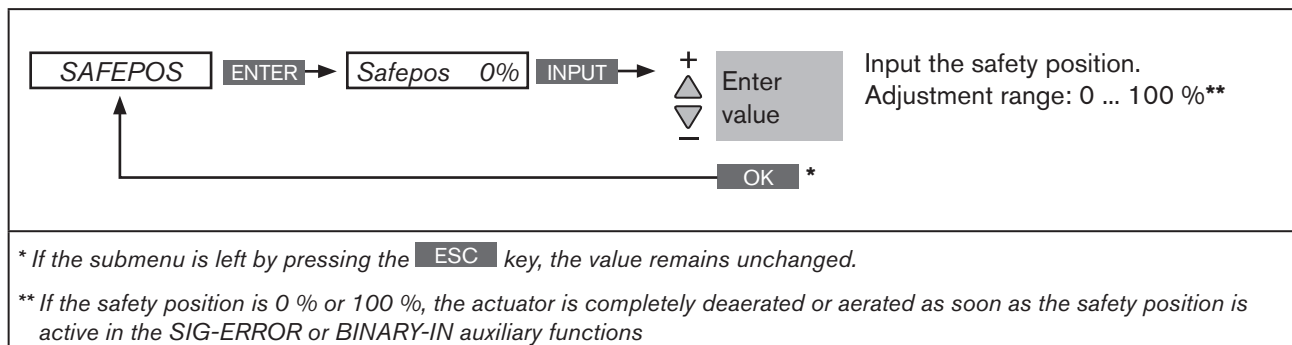 SAFEPOS ENTER Safepos 0% INPUT + Enter value − Input the safety position.
Adjustment range: 0 ... 100 %**
OK *
* If the submenu is left by pressing the ESC key, the value remains unchanged.
** If the safety position is 0 % or 100 %, the actuator is completely deaerated or aerated as soon as the safety position is
active in the SIG-ERROR or BINARY-IN auxiliary functions